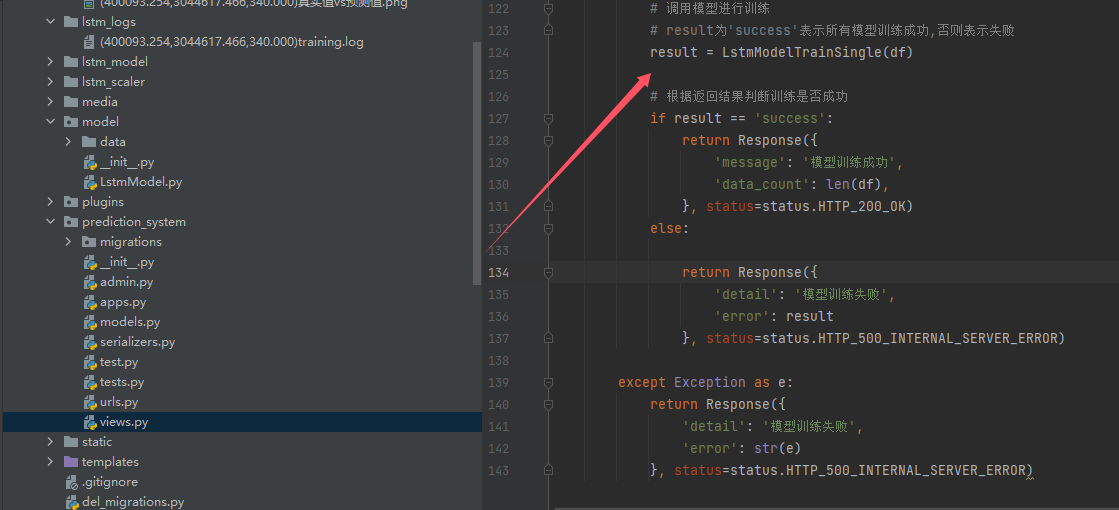 (400093.254,3044617.466,340.000)真实值vs预测值.png
lstm_logs
(400093.254,3044617.466,340.000)training.log
lstm_model
lstm_scaler
media
model
data
__init__.py
LstmModel.py
plugins
prediction_system
migrations
__init__.py
admin.py
apps.py
models.py
serializers.py
test.py
tests.py
urls.py
views.py
static
templates
.gitignore
del_migrations.py
122 # 调用模型进行训练
123 # result为'success'表示所有模型训练成功,否则表示失败
124 result = LstmModelTrainSingle(df)
125
126 # 根据返回结果判断训练是否成功
127 if result == 'success':
128 return Response({
129 'message': '模型训练成功',
130 'data_count': len(df),
131 }, status=status.HTTP_200_OK)
132 else:
133
134 return Response({
135 'detail': '模型训练失败',
136 'error': result
137 }, status=status.HTTP_500_INTERNAL_SERVER_ERROR)
138
139 except Exception as e:
140 return Response({
141 'detail': '模型训练失败',
142 'error': str(e)
143 }, status=status.HTTP_500_INTERNAL_SERVER_ERROR)